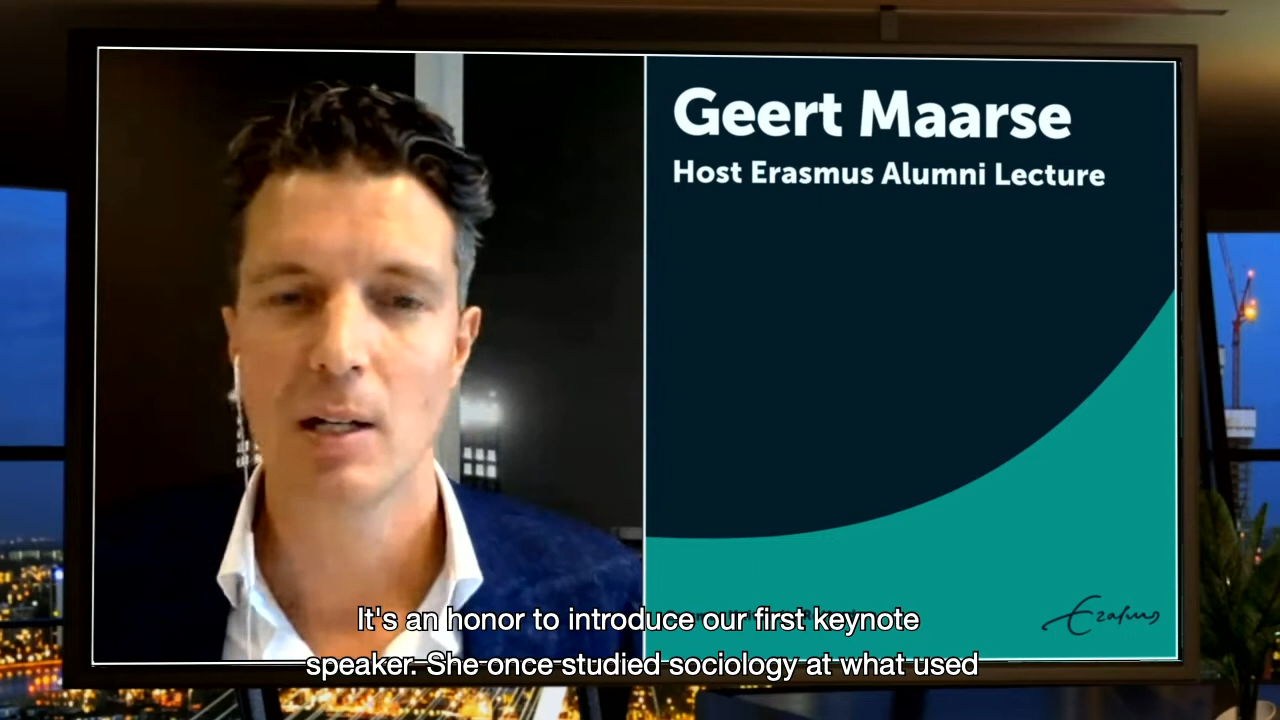 Geert Maarse
Host Erasmus Alumni Lecture
Erasmus
It's an honor to introduce our first keynote
speaker. She once studied sociology at what used